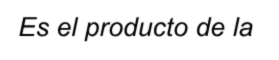 Es el producto de la